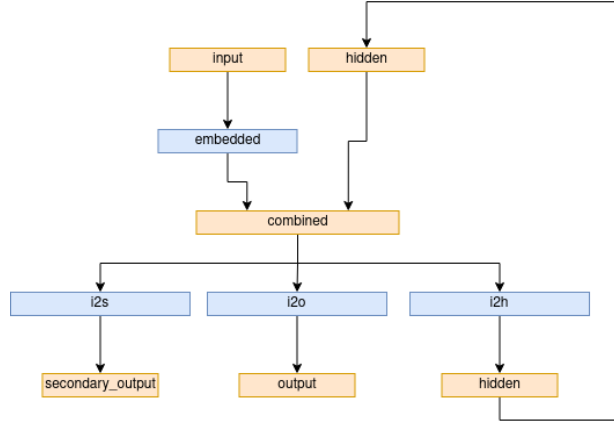 input
hidden
embedded
combined
i2s
i2o
i2h
secondary_output
output
hidden